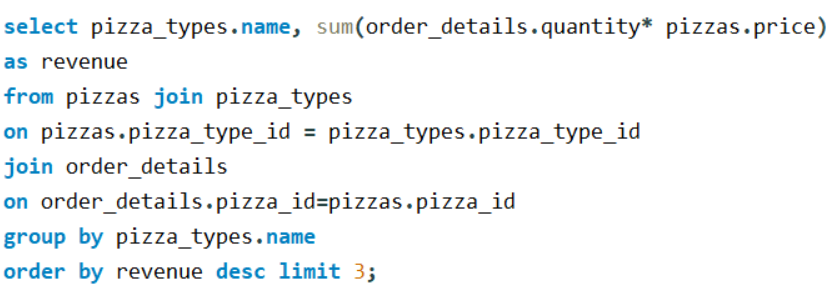 select pizza_types.name, sum(order_details.quantity* pizzas.price)
as revenue
from pizzas join pizza_types
on pizzas.pizza_type_id = pizza_types.pizza_type_id
join order_details
on order_details.pizza_id=pizzas.pizza_id
group by pizza_types.name
order by revenue desc limit 3;